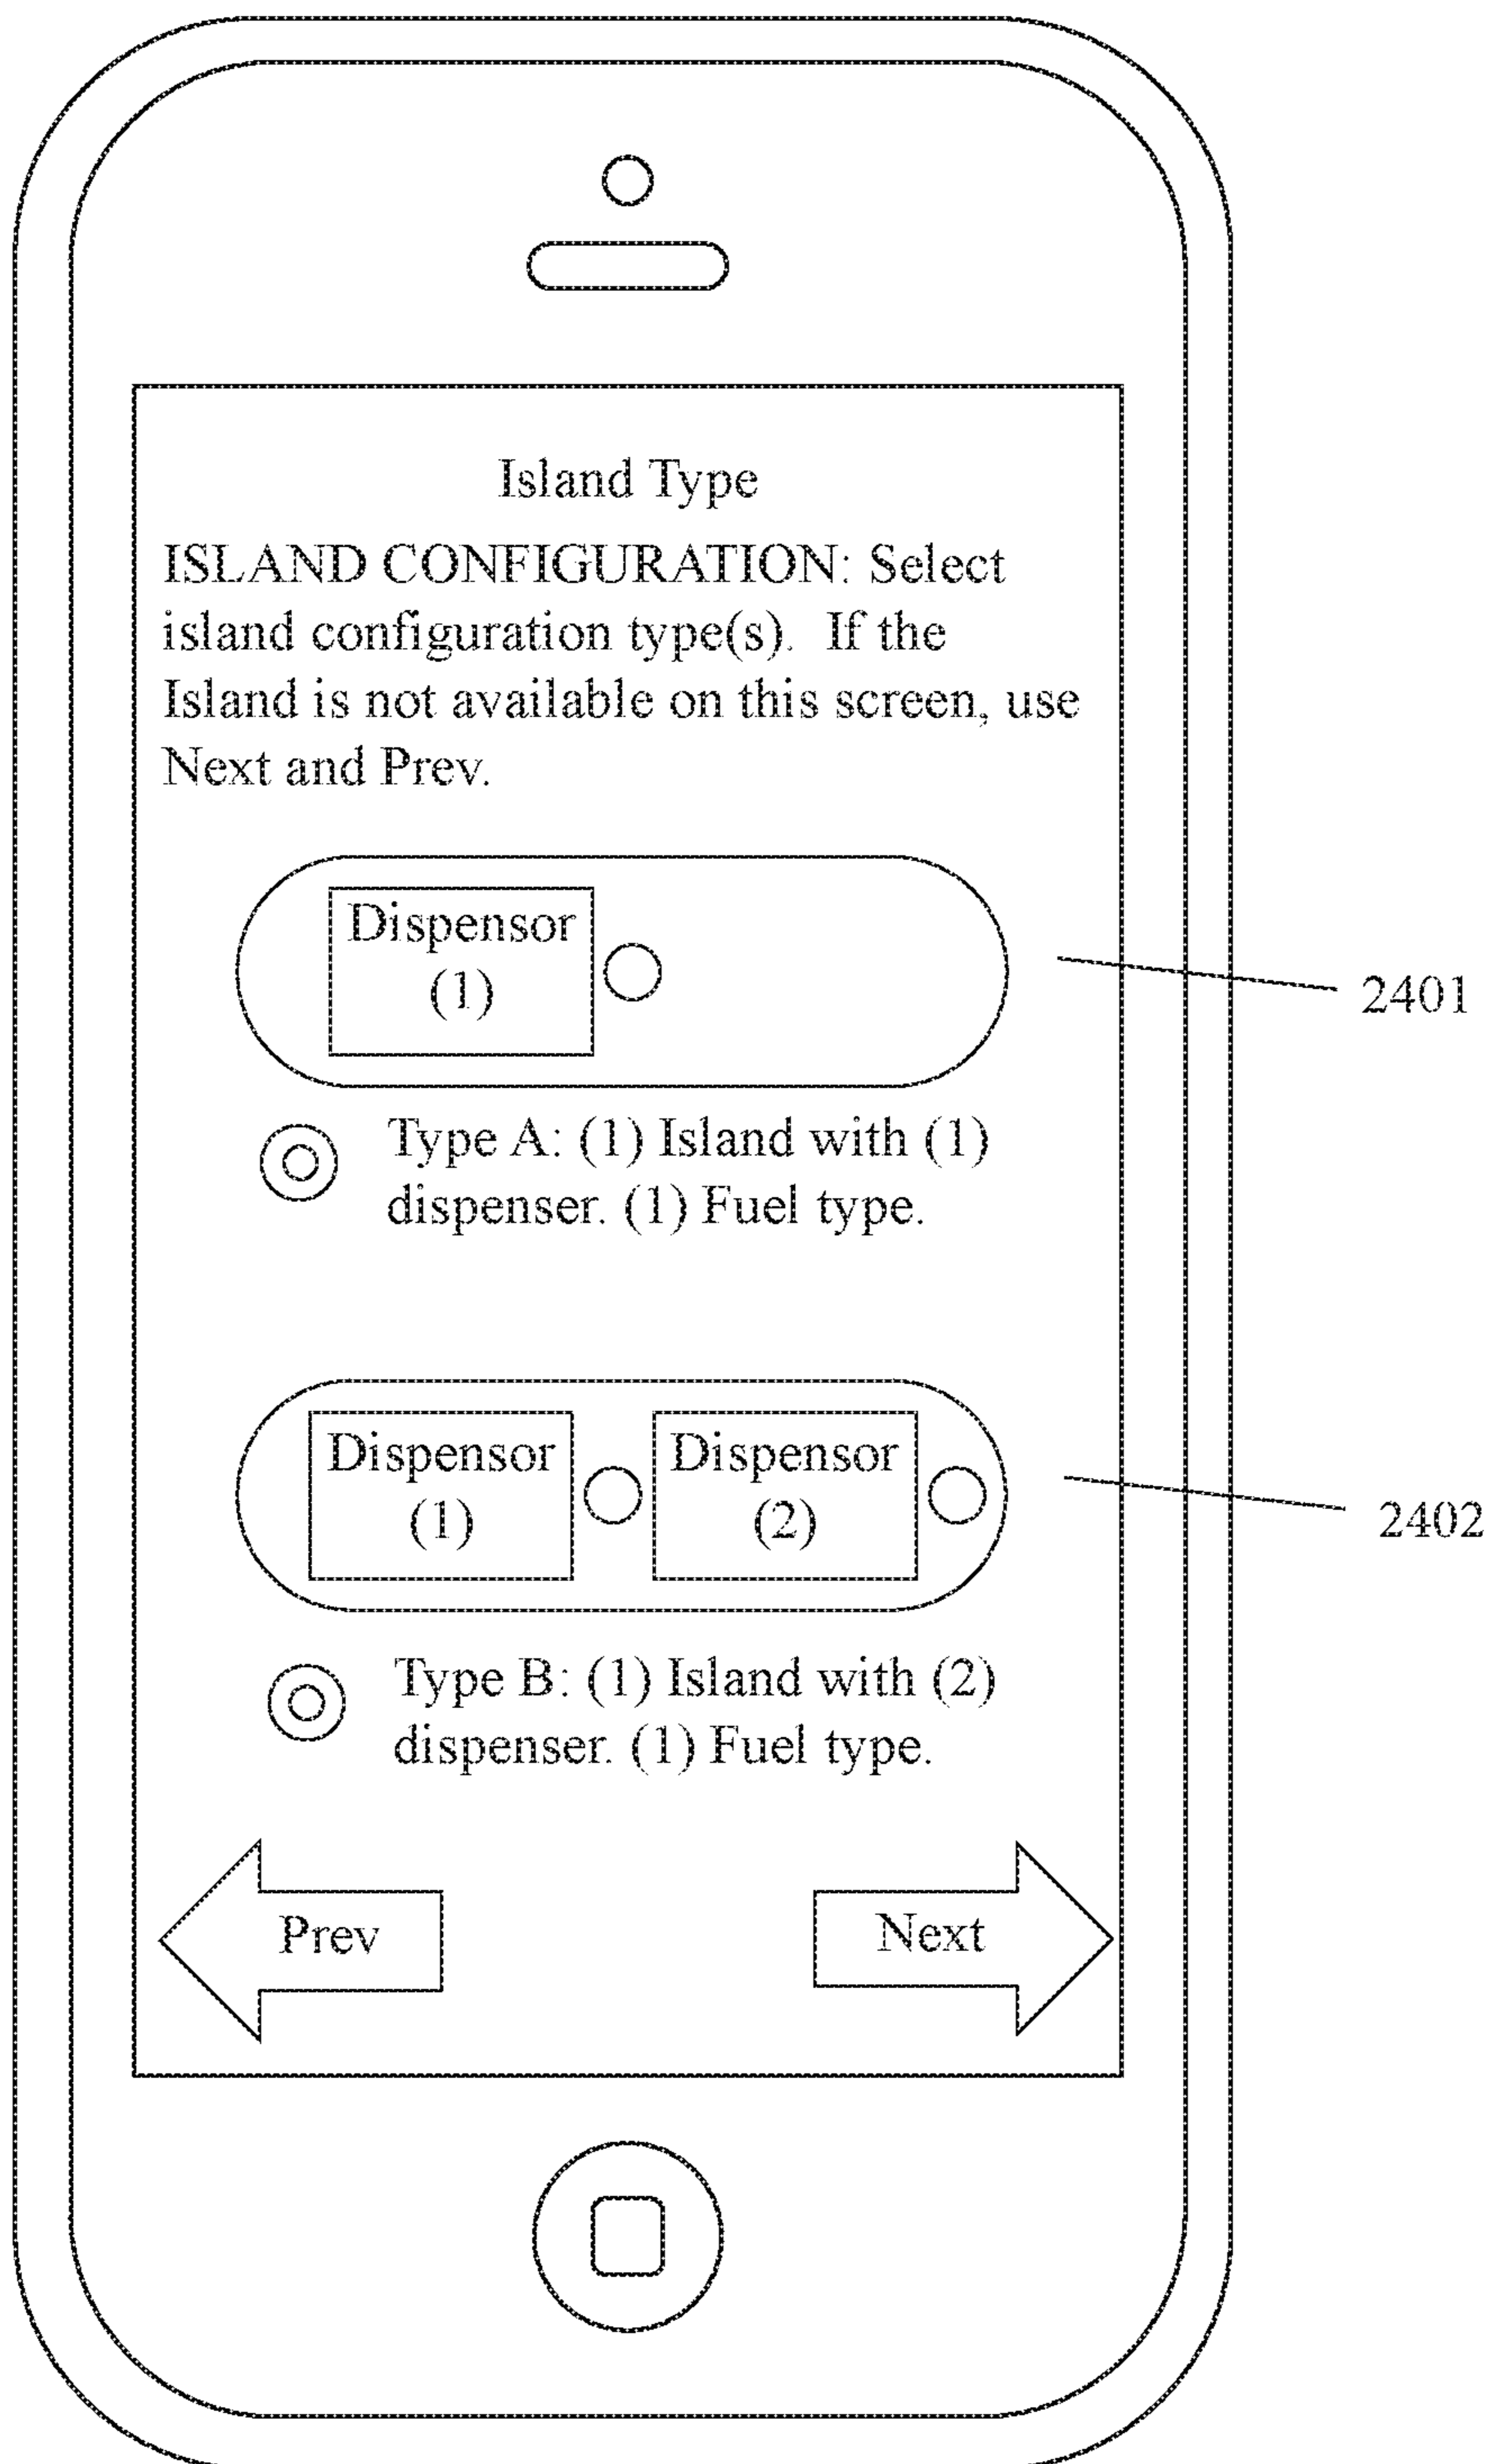 Island Type
ISLAND CONFIGURATION: Select
island configuration type(s). If the
Island is not available on this screen, use
Next and Prev.
Dispensor
(1)
2401
Type A: (1) Island with (1)
dispenser. (1) Fuel type.
Dispensor
(1)
Dispensor
(2)
2402
Type B: (1) Island with (2)
dispenser. (1) Fuel type.
Prev
Next